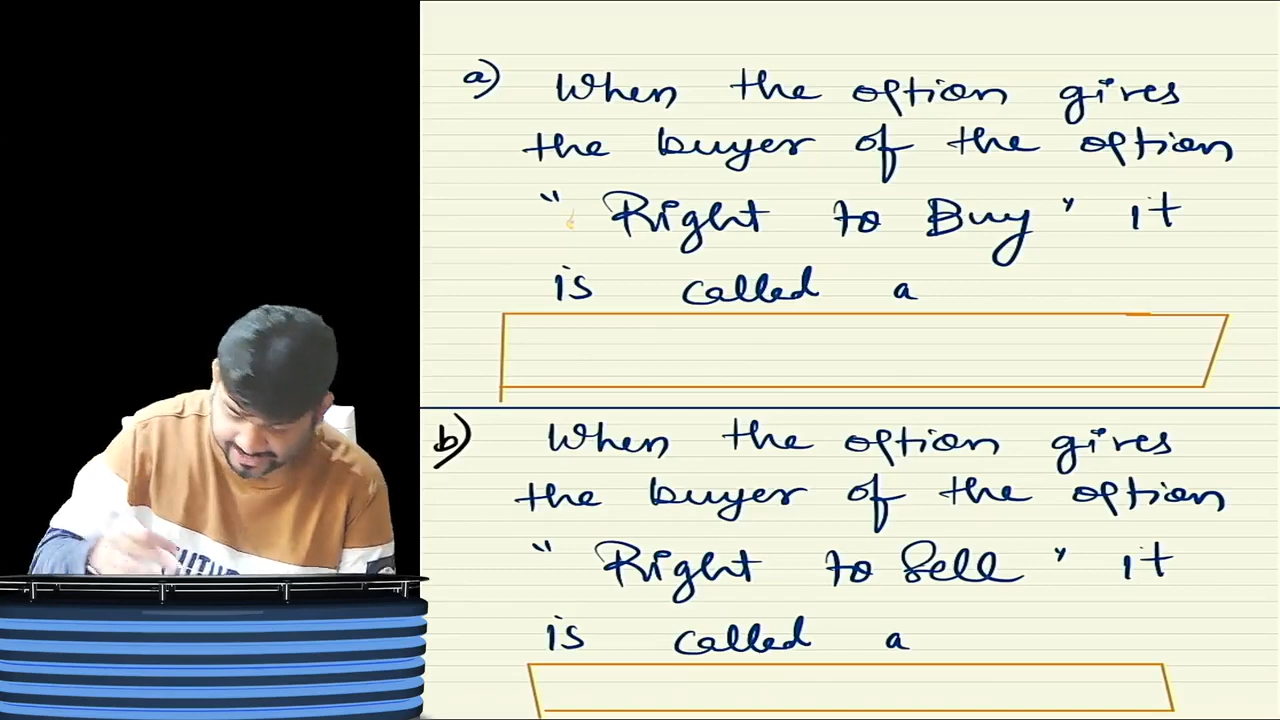 a) When the option gives
the buyer of the option
" Right to Buy " it
is called a
b) When the option gives
the buyer of the option
" Right to Sell " it
is called a